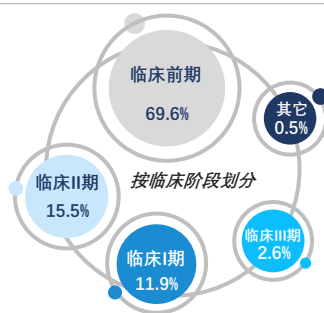 临床前期
69.6%
其它
0.5%
按临床阶段划分
临床II期
15.5%
临床III期
2.6%
临床I期
11.9%